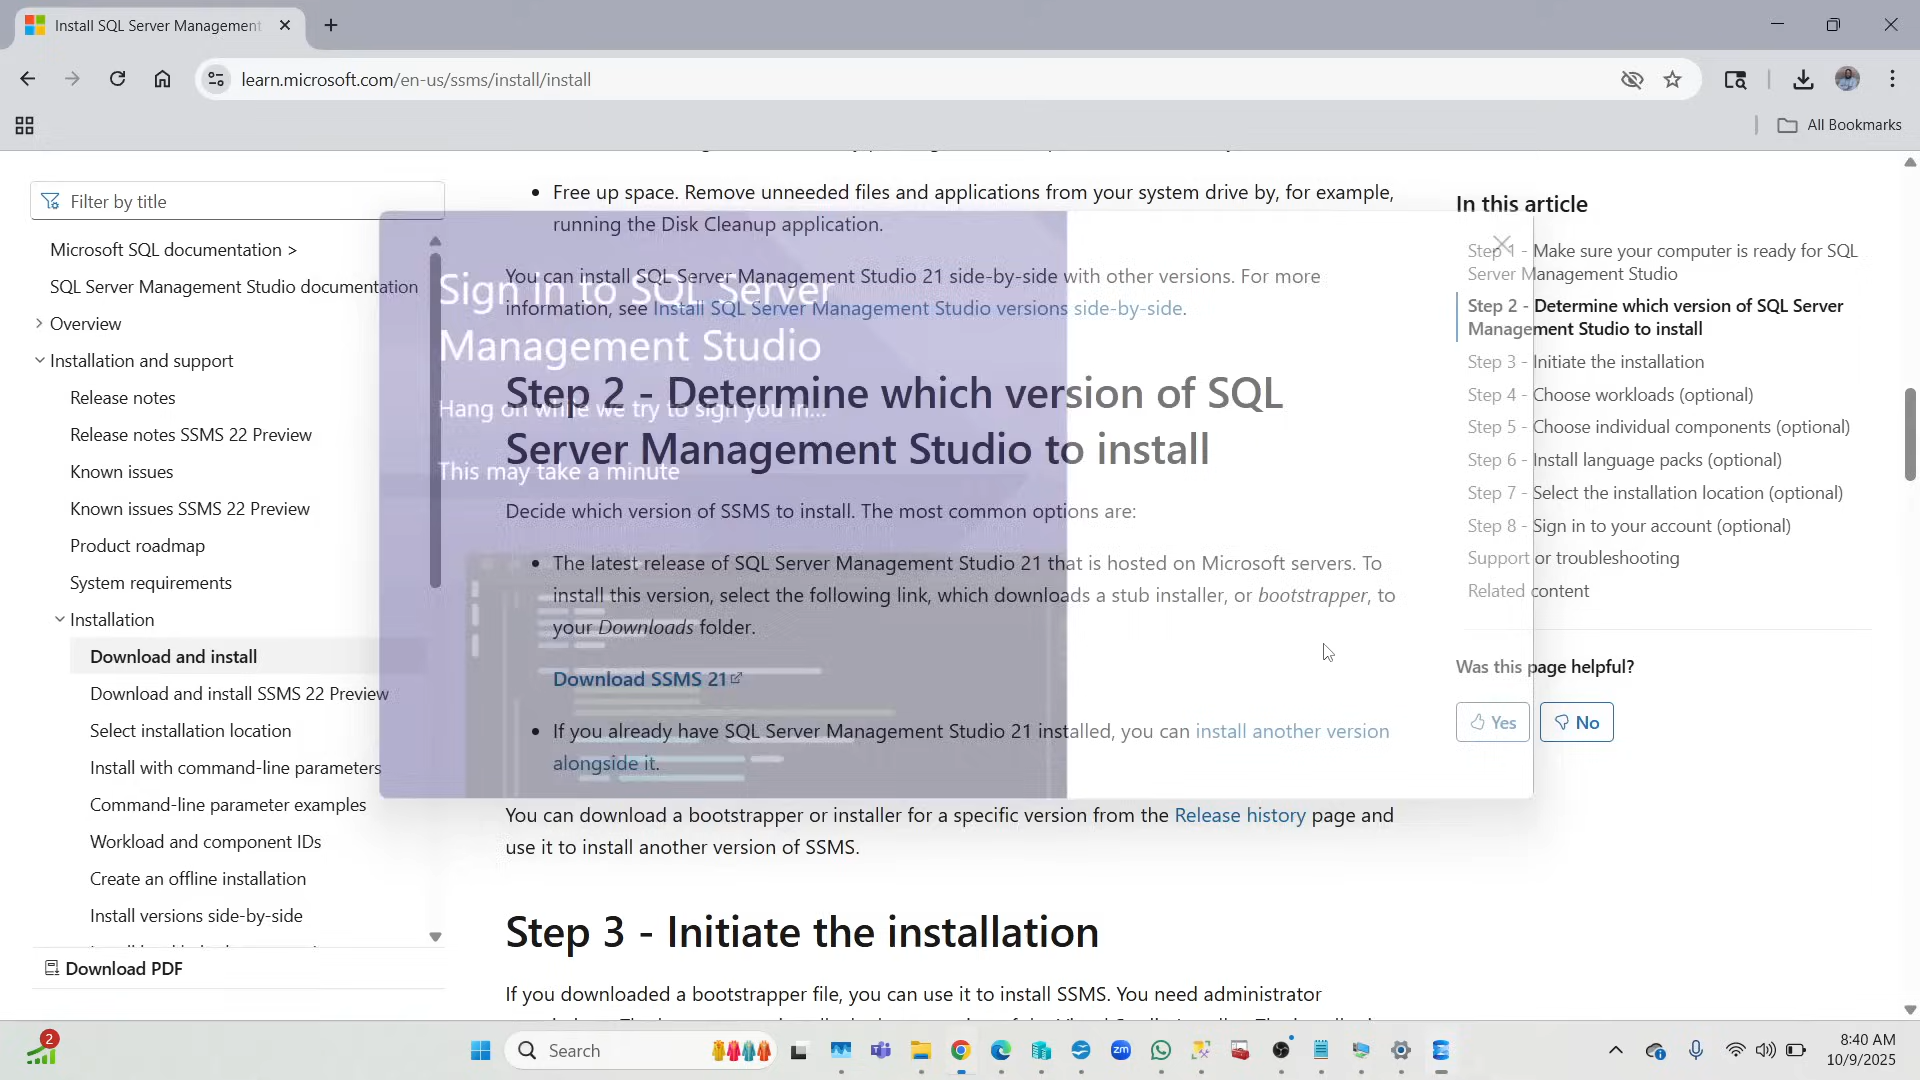 Install SQL Server Management
learn.microsoft.com/en-us/ssms/install/install
All Bookmarks
Filter by title
Microsoft SQL documentation >
SQL Server Management Studio documentation
Overview
Installation and support
Release notes
Release notes SSMS 22 Preview
Known issues
Known issues SSMS 22 Preview
Product roadmap
System requirements
Installation
Download and install
Download and install SSMS 22 Preview
Select installation location
Install with command-line parameters
Command-line parameter examples
Workload and component IDs
Create an offline installation
Install versions side-by-side
Download PDF
Free up space. Remove unneeded files and applications from your system drive by, for example,
running the Disk Cleanup application.
You can install SQL Server Management Studio 21 side-by-side with other versions. For more
information, see Install SQL Server Management Studio versions side-by-side.
Step 2 - Determine which version of SQL
Server Management Studio to install
Decide which version of SSMS to install. The most common options are:
The latest release of SQL Server Management Studio 21 that is hosted on Microsoft servers. To
install this version, select the following link, which downloads a stub installer, or bootstrapper, to
your Downloads folder.
Download SSMS 21
If you already have SQL Server Management Studio 21 installed, you can install another version
alongside it.
You can download a bootstrapper or installer for a specific version from the Release history page and
use it to install another version of SSMS.
Step 3 - Initiate the installation
If you downloaded a bootstrapper file, you can use it to install SSMS. You need administrator
Sign in to SQL Server
Management Studio
Hang on while we try to sign you in...
This may take a minute
In this article
Step 1 - Make sure your computer is ready for SQL
Server Management Studio
Step 2 - Determine which version of SQL Server
Management Studio to install
Step 3 - Initiate the installation
Step 4 - Choose workloads (optional)
Step 5 - Choose individual components (optional)
Step 6 - Install language packs (optional)
Step 7 - Select the installation location (optional)
Step 8 - Sign in to your account (optional)
Support or troubleshooting
Related content
Was this page helpful?
Yes
No
2
Search
zm
8:40 AM
10/9/2025